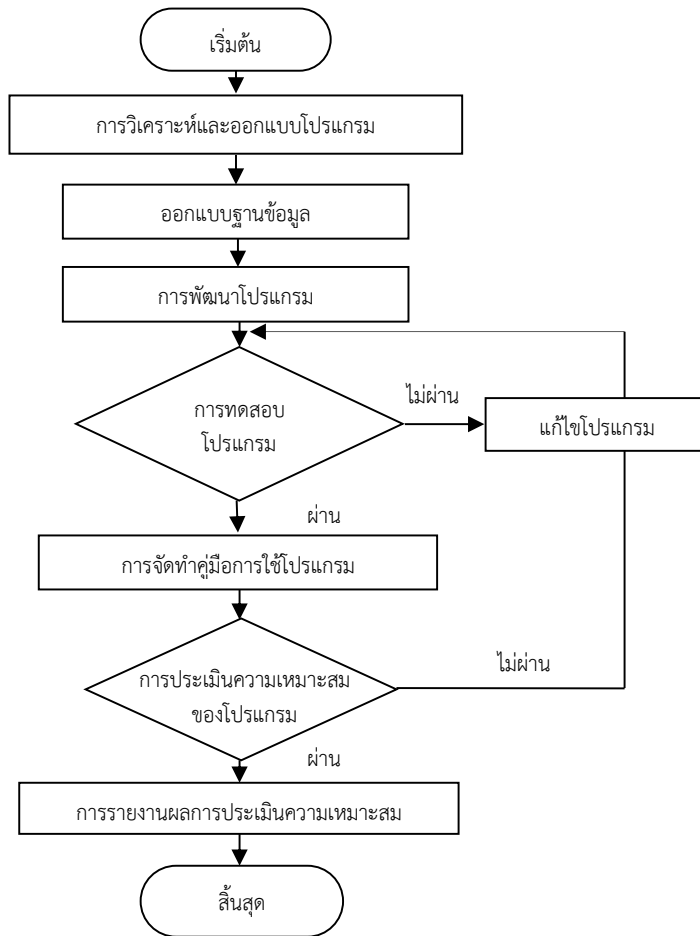 เริ่มต้น
การวิเคราะห์และออกแบบโปรแกรม
ออกแบบฐานข้อมูล
การพัฒนาโปรแกรม
การทดสอบ
โปรแกรม
ไม่ผ่าน
แก้ไขโปรแกรม
ผ่าน
การจัดทำคู่มือการใช้โปรแกรม
การประเมินความเหมาะสม
ของโปรแกรม
ไม่ผ่าน
ผ่าน
การรายงานผลการประเมินความเหมาะสม
สิ้นสุด